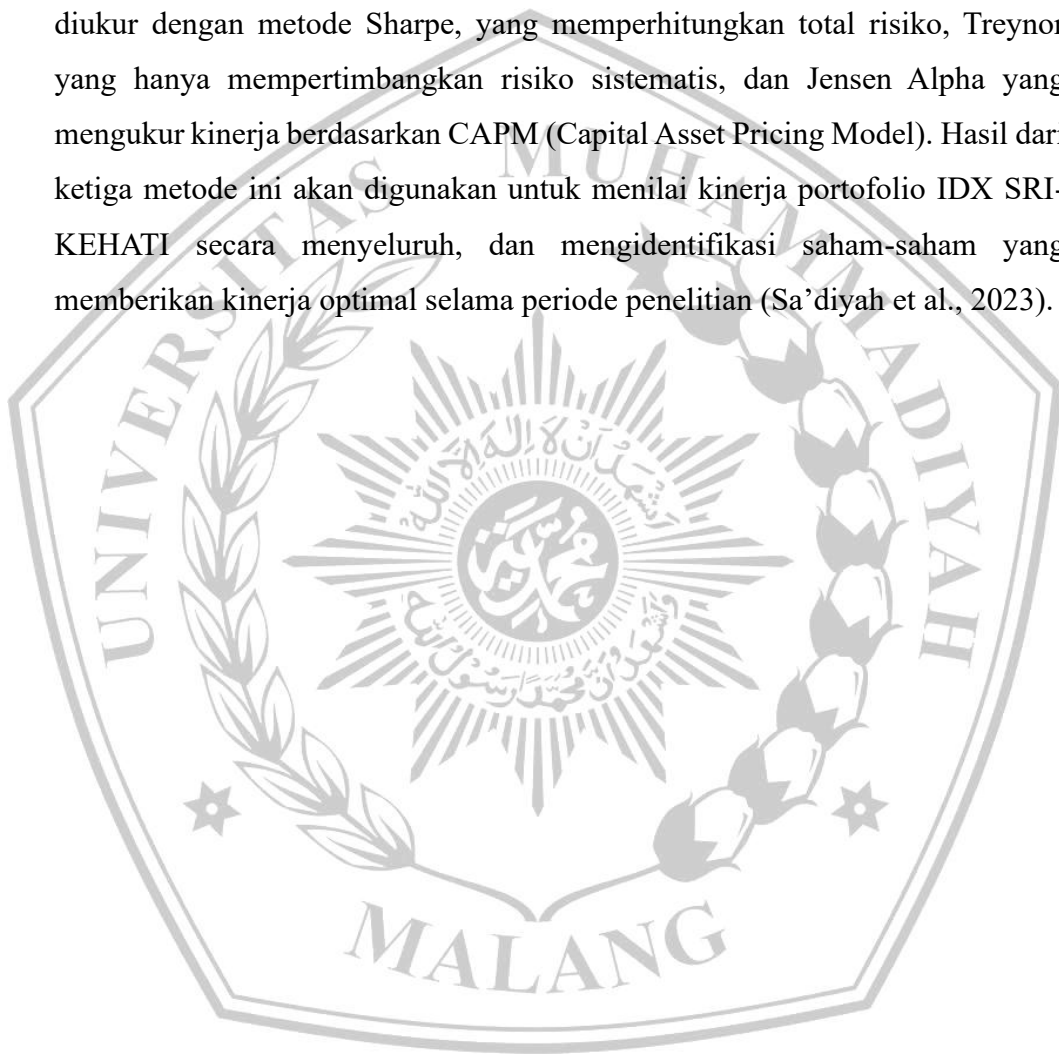 diukur dengan metode Sharpe, yang memperhitungkan total risiko, Treynor
yang hanya mempertimbangkan risiko sistematis, dan Jensen Alpha yang
mengukur kinerja berdasarkan CAPM (Capital Asset Pricing Model). Hasil dari
ketiga metode ini akan digunakan untuk menilai kinerja portofolio IDX SRI-
KEHATI secara menyeluruh, dan mengidentifikasi saham-saham yang
memberikan kinerja optimal selama periode penelitian (Sa’diyah et al., 2023).
UNIVERSITAS MUHAMMADIYAH
MALANG